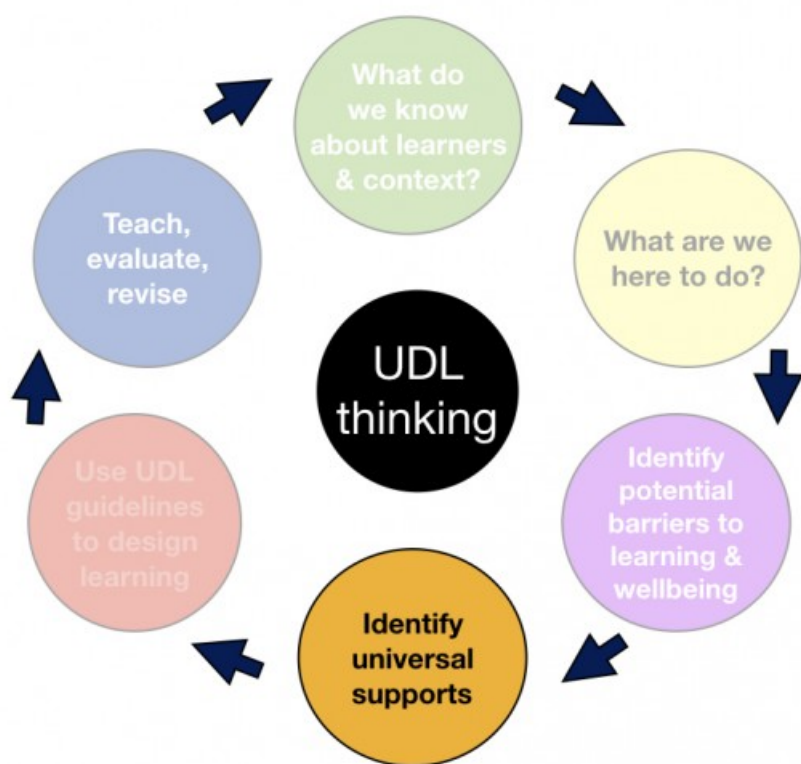 What do
we know
about learners
& context?
What are we
here to do?
Identify
potential
barriers to
learning &
wellbeing
Identify
universal
supports
Use UDL
guidelines
to design
learning
Teach,
evaluate,
revise
UDL
thinking